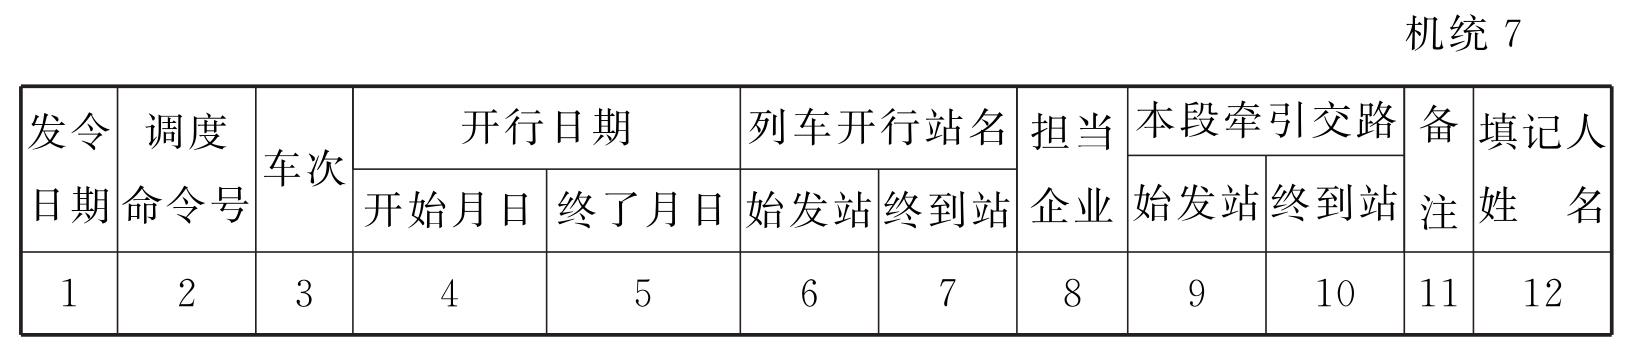 机统 7
发令日期 调度命令号 车次 开行日期 列车开行站名 担当企业 本段牵引交路 备注 填记人姓 名
开始月日 终了月日 始发站 终到站 始发站 终到站
1 2 3 4 5 6 7 8 9 10 11 12